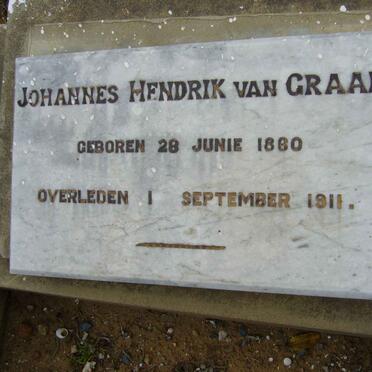 JOHANNES HENDRIK VAN GRAA
GEBOREN 28 JUNIE 1880
OVERLEDEN 1 SEPTEMBER 1911.